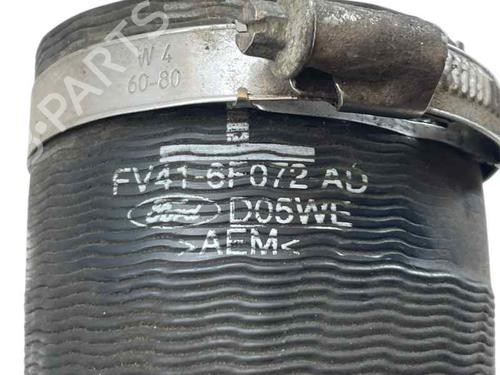 W 4
60-80
FV41-6F072 AD
Ford D05WE
>AEM<
B-PARTS